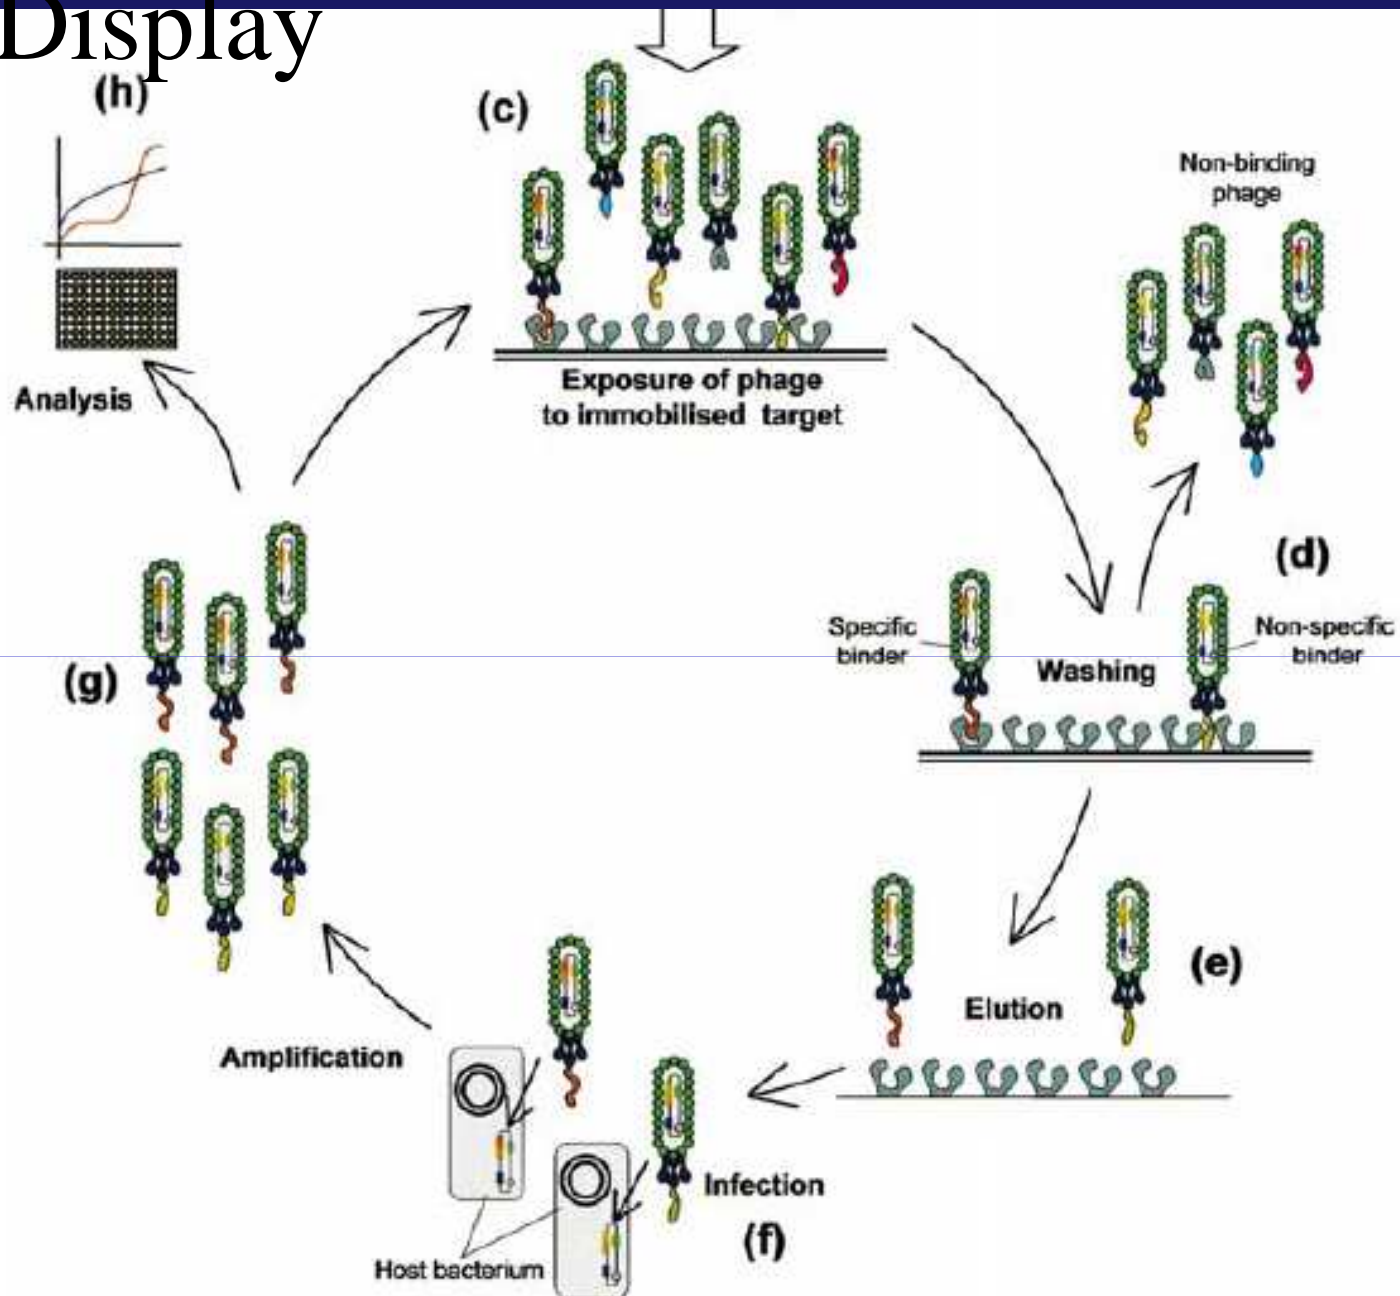 Display
(h)
(c)
Non-binding
phage
Exposure of phage
to immobilised target
Analysis
(d)
Specific
binder
Washing
Non-specific
binder
(g)
(e)
Elution
Amplification
Infection
(f)
Host bacterium